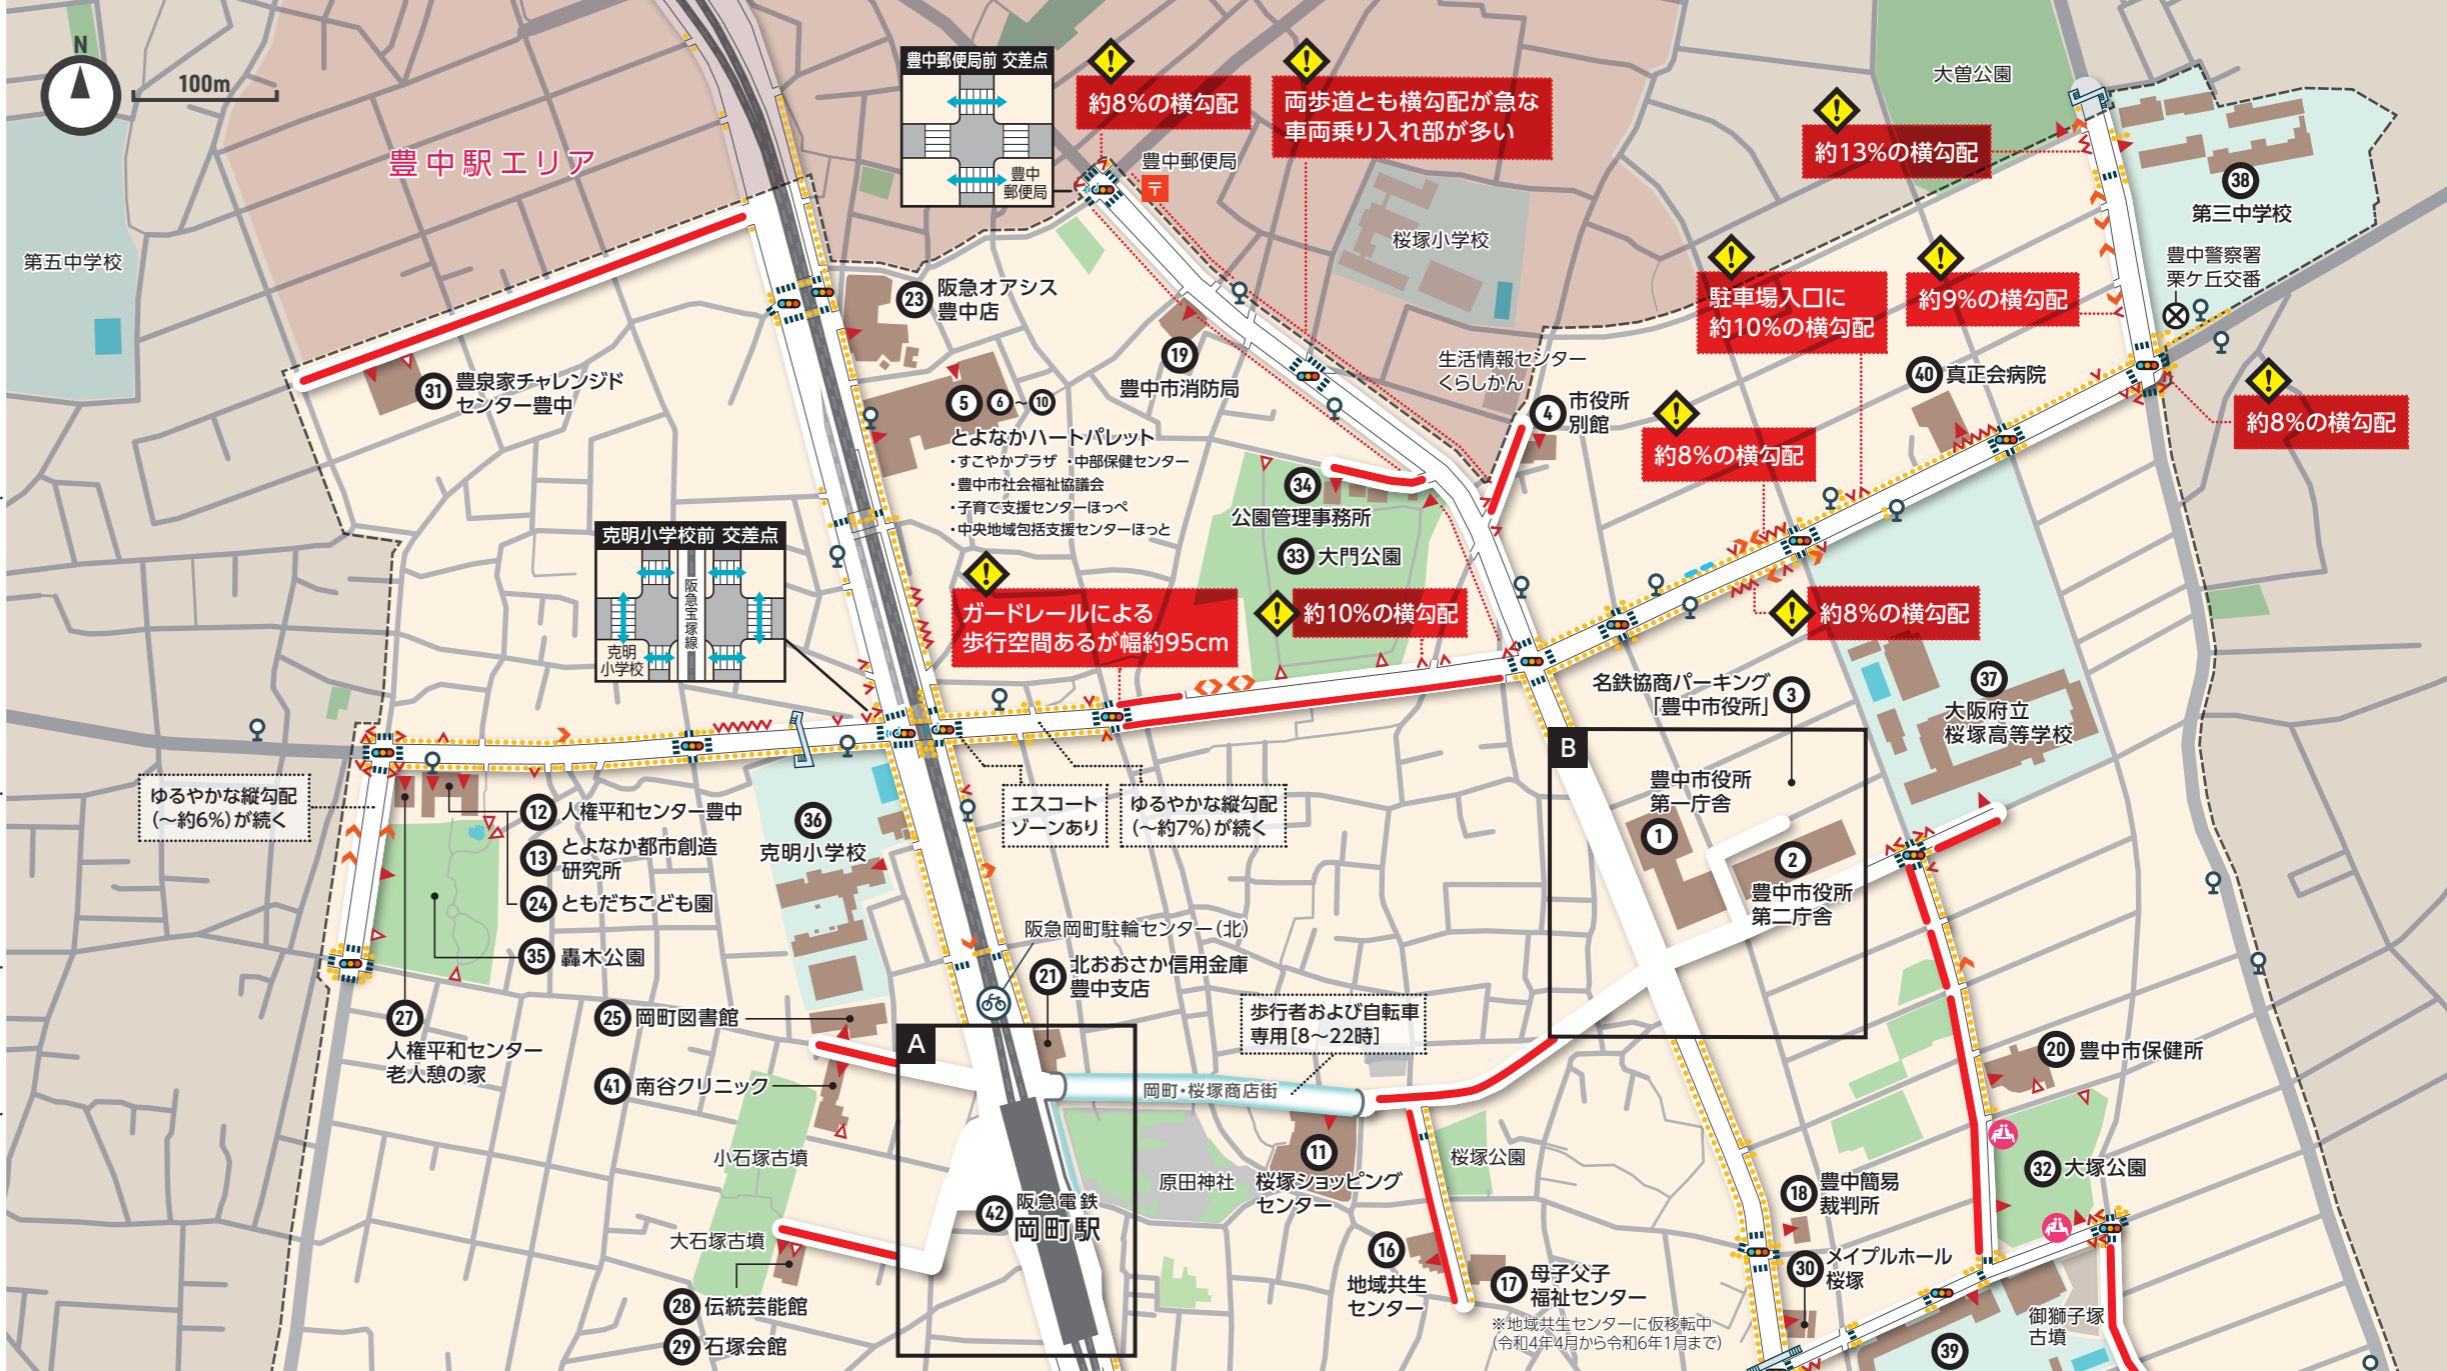 N
100m
豊中駅エリア
第五中学校
豊中郵便局前 交差点
豊中
郵便局
約8%の横勾配
両歩道とも横勾配が急な
車両乗り入れ部が多い
豊中郵便局
〒
桜塚小学校
大曽公園
約13%の横勾配
38
第三中学校
豊中警察署
栗ケ丘交番
駐車場入口に
約10%の横勾配
約9%の横勾配
23
阪急オアシス
豊中店
31
豊泉家チャレンジド
センター豊中
19
豊中市消防局
生活情報センター
くらしかん
4
市役所
別館
40
真正会病院
約8%の横勾配
約8%の横勾配
5 6~10
とよなかハートパレット
・すこやかプラザ ・中部保健センター
・豊中市社会福祉協議会
・子育て支援センターほっぺ
・中央地域包括支援センターほっと
34
公園管理事務所
33
大門公園
克明小学校前 交差点
阪急宝塚線
克明
小学校
ガードレールによる
歩行空間あるが幅約95cm
約10%の横勾配
約8%の横勾配
名鉄協商パーキング
「豊中市役所」
3
37
大阪府立
桜塚高等学校
B
豊中市役所
第一庁舎
1
2
豊中市役所
第二庁舎
ゆるやかな縦勾配
(～約6%)が続く
12
人権平和センター豊中
13
とよなか都市創造
研究所
24
ともだちこども園
35
轟木公園
27
人権平和センター
老人憩の家
36
克明小学校
エスコート
ゾーンあり
ゆるやかな縦勾配
(～約7%)が続く
阪急岡町駐輪センター(北)
21
北おおさか信用金庫
豊中支店
25
岡町図書館
41
南谷クリニック
A
歩行者および自転車
専用[8～22時]
岡町・桜塚商店街
小石塚古墳
大石塚古墳
42
阪急電鉄
岡町駅
原田神社
11
桜塚ショッピング
センター
桜塚公園
20
豊中市保健所
32
大塚公園
18
豊中簡易
裁判所
30
メイプルホール
桜塚
16
地域共生
センター
17
母子父子
福祉センター
※地域共生センターに仮移転中
(令和4年4月から令和6年1月まで)
28
伝統芸能館
29
石塚会館
御獅子塚
古墳
39